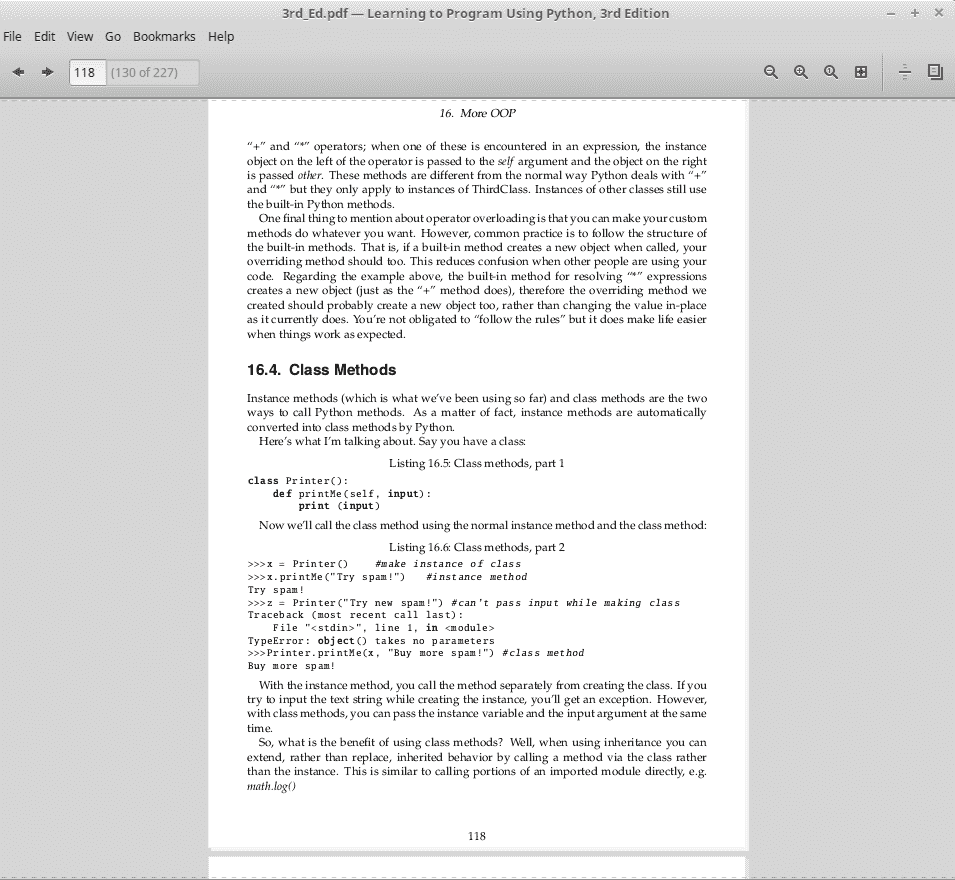 3rd_Ed.pdf — Learning to Program Using Python, 3rd Edition
File Edit View Go Bookmarks Help
118 (130 of 227)
16. More OOP
“+” and “*” operators; when one of these is encountered in an expression, the instance
object on the left of the operator is passed to the self argument and the object on the right
is passed other. These methods are different from the normal way Python deals with “+”
and “*” but they only apply to instances of ThirdClass. Instances of other classes still use
the built-in Python methods.
One final thing to mention about operator overloading is that you can make your custom
methods do whatever you want. However, common practice is to follow the structure of
the built-in methods. That is, if a built-in method creates a new object when called, your
overriding method should too. This reduces confusion when other people are using your
code. Regarding the example above, the built-in method for resolving “*” expressions
creates a new object (just as the “+” method does), therefore the overriding method we
created should probably create a new object too, rather than changing the value in-place
as it currently does. You’re not obligated to “follow the rules” but it does make life easier
when things work as expected.
16.4. Class Methods
Instance methods (which is what we’ve been using so far) and class methods are the two
ways to call Python methods. As a matter of fact, instance methods are automatically
converted into class methods by Python.
Here’s what I’m talking about. Say you have a class:
Listing 16.5: Class methods, part 1
class Printer():
    def printMe(self, input):
        print (input)
Now we’ll call the class method using the normal instance method and the class method:
Listing 16.6: Class methods, part 2
>>>x = Printer()    #make instance of class
>>>x.printMe("Try spam!")   #instance method
Try spam!
>>>z = Printer("Try new spam!") #can't pass input while making class
Traceback (most recent call last):
    File "<stdin>", line 1, in <module>
TypeError: object() takes no parameters
>>>Printer.printMe(x, "Buy more spam!") #class method
Buy more spam!
With the instance method, you call the method separately from creating the class. If you
try to input the text string while creating the instance, you’ll get an exception. However,
with class methods, you can pass the instance variable and the input argument at the same
time.
So, what is the benefit of using class methods? Well, when using inheritance you can
extend, rather than replace, inherited behavior by calling a method via the class rather
than the instance. This is similar to calling portions of an imported module directly, e.g.
math.log()
118